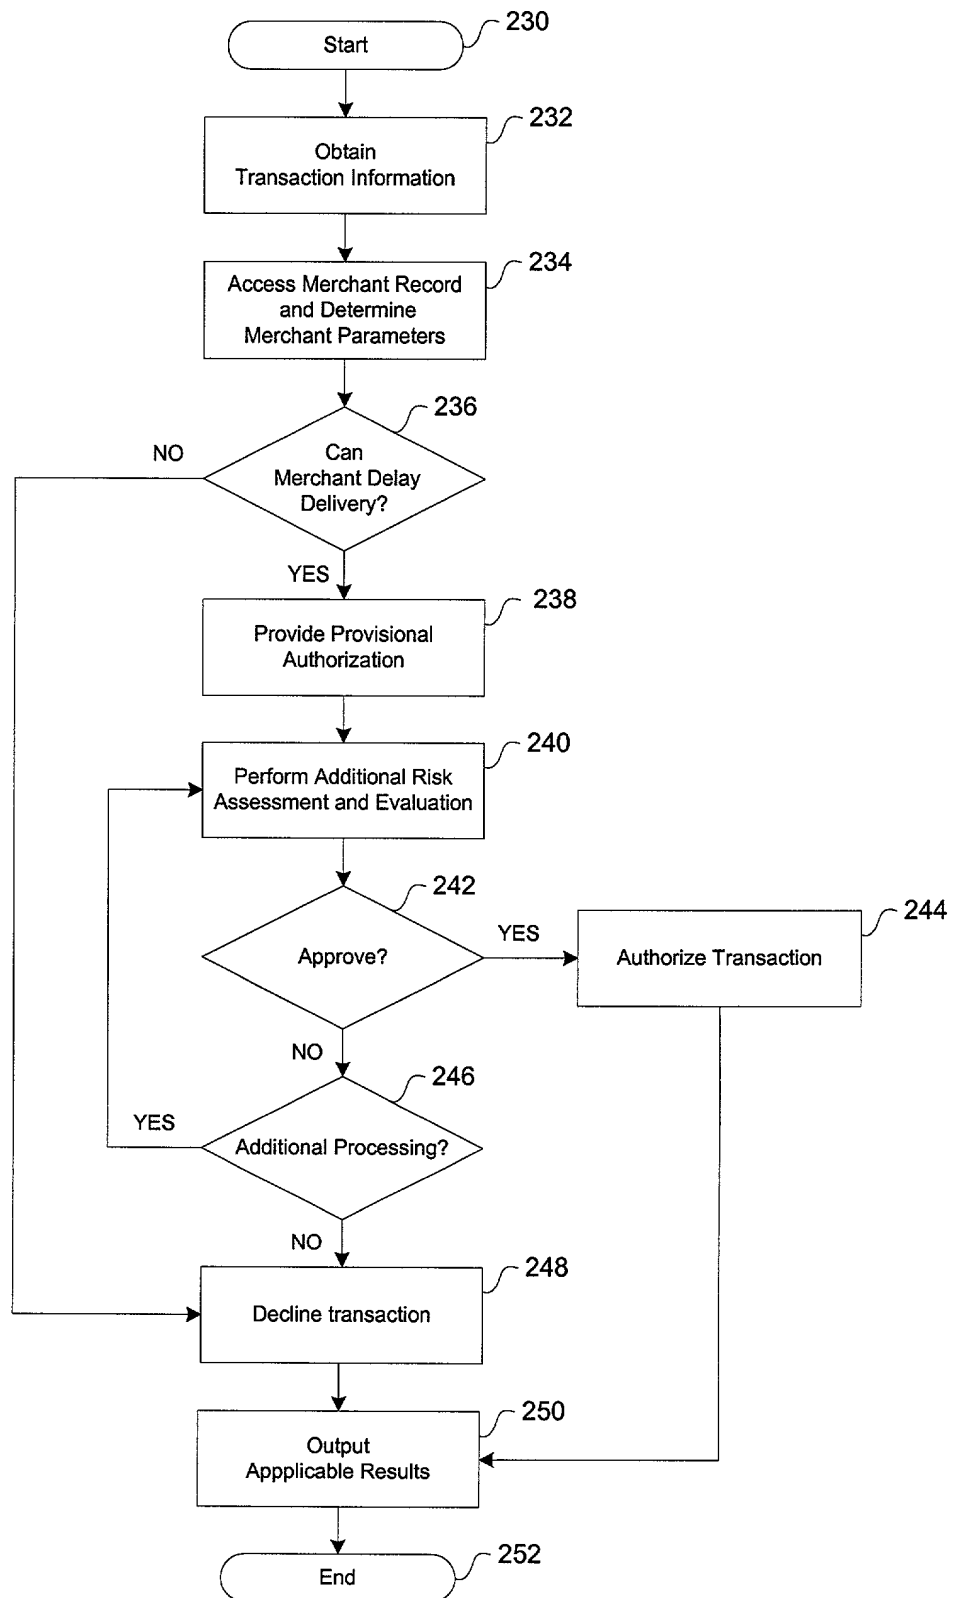 Start
230
232
Obtain
Transaction Information
234
Access Merchant Record
and Determine
Merchant Parameters
236
NO
Can
Merchant Delay
Delivery?
YES
238
Provide Provisional
Authorization
240
Perform Additional Risk
Assessment and Evaluation
242
244
YES
Approve?
Authorize Transaction
NO
246
YES
Additional Processing?
NO
248
Decline transaction
250
Output
Appplicable Results
252
End